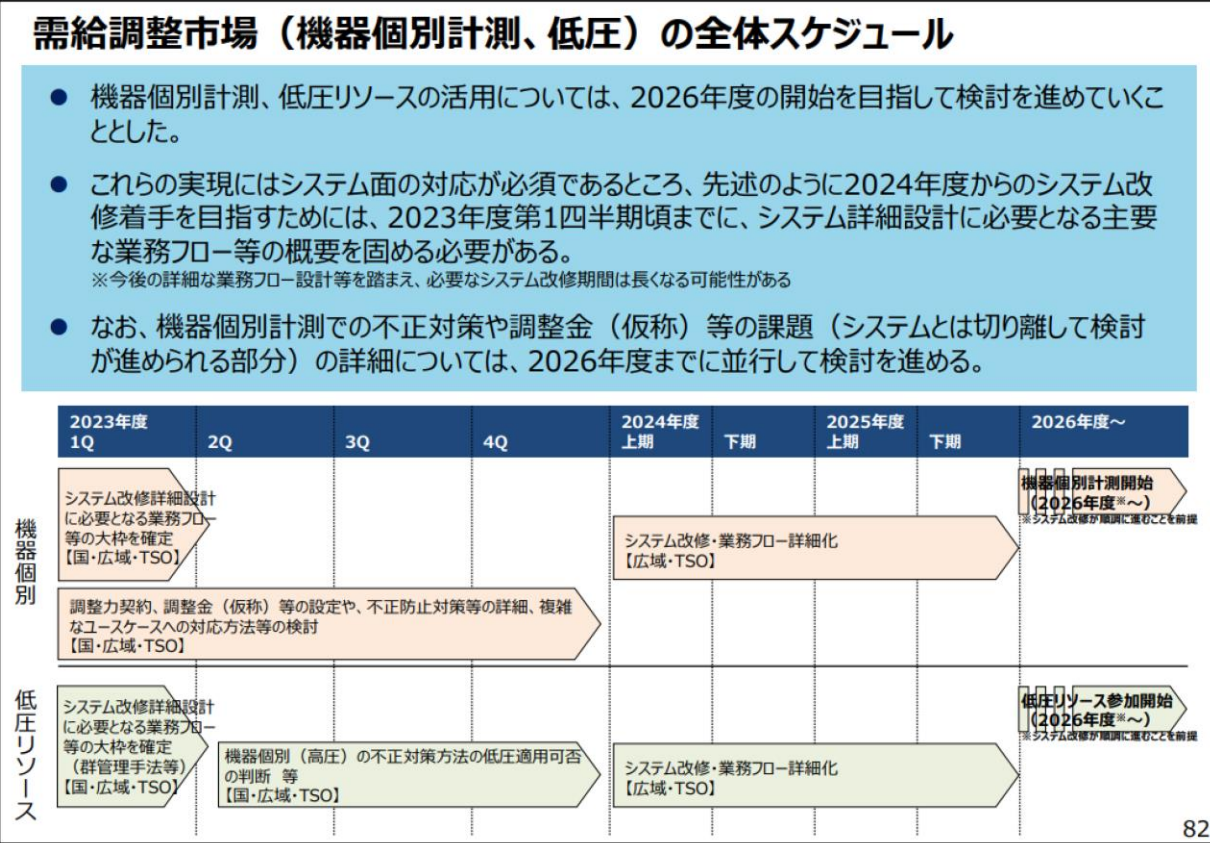 需給調整市場（機器個別計測、低圧）の全体スケジュール
● 機器個別計測、低圧リソースの活用については、2026年度の開始を目指して検討を進めていくこ
ととした。
● これらの実現にはシステム面の対応が必須であるところ、先述のように2024年度からのシステム改
修着手を目指すためには、2023年度第1四半期頃までに、システム詳細設計に必要となる主要
な業務フロー等の概要を固める必要がある。
※今後の詳細な業務フロー設計等を踏まえ、必要なシステム改修期間は長くなる可能性がある
● なお、機器個別計測での不正対策や調整金（仮称）等の課題（システムとは切り離して検討
が進められる部分）の詳細については、2026年度までに並行して検討を進める。
2023年度
1Q
2Q
3Q
4Q
2024年度
上期
下期
2025年度
上期
下期
2026年度～
機器個別
システム改修詳細設計
に必要となる業務フロー
等の大枠を確定
【国・広域・TSO】
調整力契約、調整金（仮称）等の設定や、不正防止対策等の詳細、複雑
なユースケースへの対応方法等の検討
【国・広域・TSO】
システム改修・業務フロー詳細化
【広域・TSO】
機器個別計測開始
（2026年度※～）
※システム改修が順調に進むことを前提
低圧リソース
システム改修詳細設計
に必要となる業務フロー
等の大枠を確定
（群管理手法等）
【国・広域・TSO】
機器個別（高圧）の不正対策方法の低圧適用可否
の判断 等
【国・広域・TSO】
システム改修・業務フロー詳細化
【広域・TSO】
低圧リソース参加開始
（2026年度※～）
※システム改修が順調に進むことを前提
82